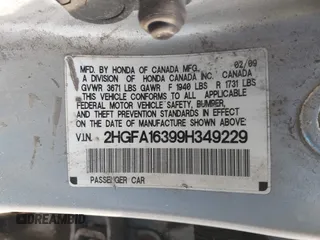 MFD. BY HONDA OF CANADA MFG. 02/09
A DIVISION OF HONDA CANADA INC. CANADA
GVWR 3671 LBS GAWR F 1940 LBS R 1731 LBS
THIS VEHICLE CONFORMS TO ALL APPLICABLE
FEDERAL MOTOR VEHICLE SAFETY, BUMPER,
AND THEFT PREVENTION STANDARDS IN EFFECT ON
THE DATE OF MANUFACTURE SHOWN ABOVE.
V.I.N. 2HGFA16399H349229
PASSENGER CAR
DREAMBID